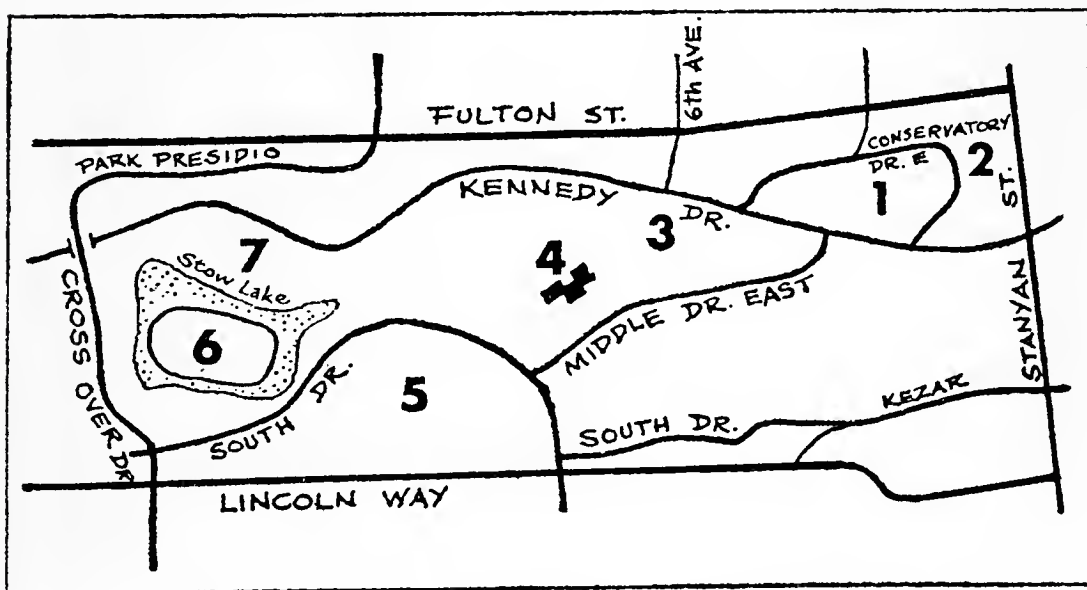 6th AVE.
FULTON ST.
CONSERVATORY
DR. E
2
PARK PRESIDIO
KENNEDY
DR.
1
ST.
3
7
4
Stow Lake
MIDDLE DR. EAST
STANYAN
CROSS OVER DR
6
5
KEZAR
SOUTH DR.
SOUTH DR.
LINCOLN WAY